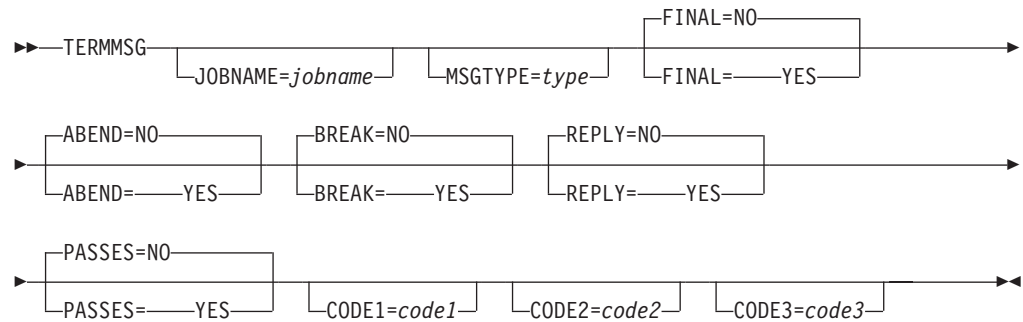 FINAL=NO
TERMMSG
JOBNAME=jobname MSGTYPE=type FINAL= YES
ABEND=NO BREAK=NO REPLY=NO
ABEND= YES BREAK= YES REPLY= YES
PASSES=NO
PASSES= YES CODE1=code1 CODE2=code2 CODE3=code3